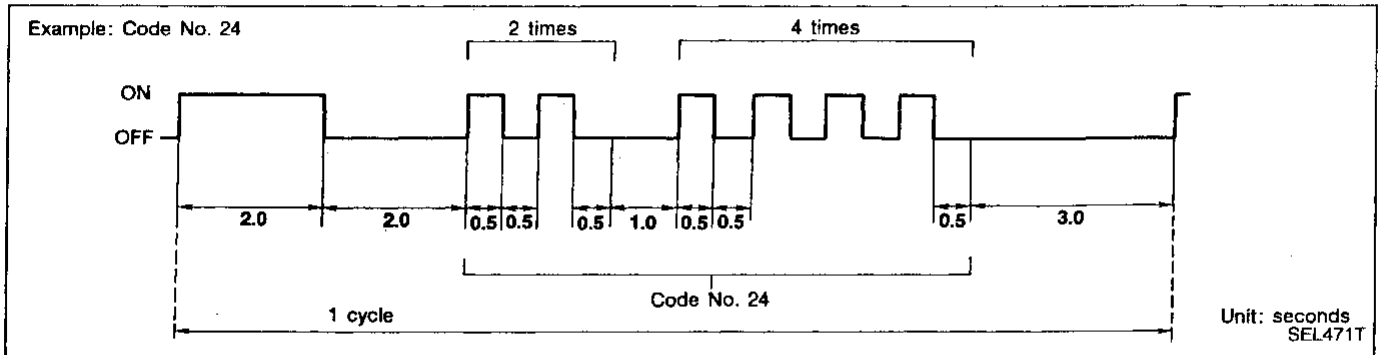 Example: Code No. 24
2 times
4 times
ON
OFF
2.0 2.0 0.5 0.5 0.5 1.0 0.5 0.5 0.5 3.0
Code No. 24
1 cycle
Unit: seconds
SEL471T